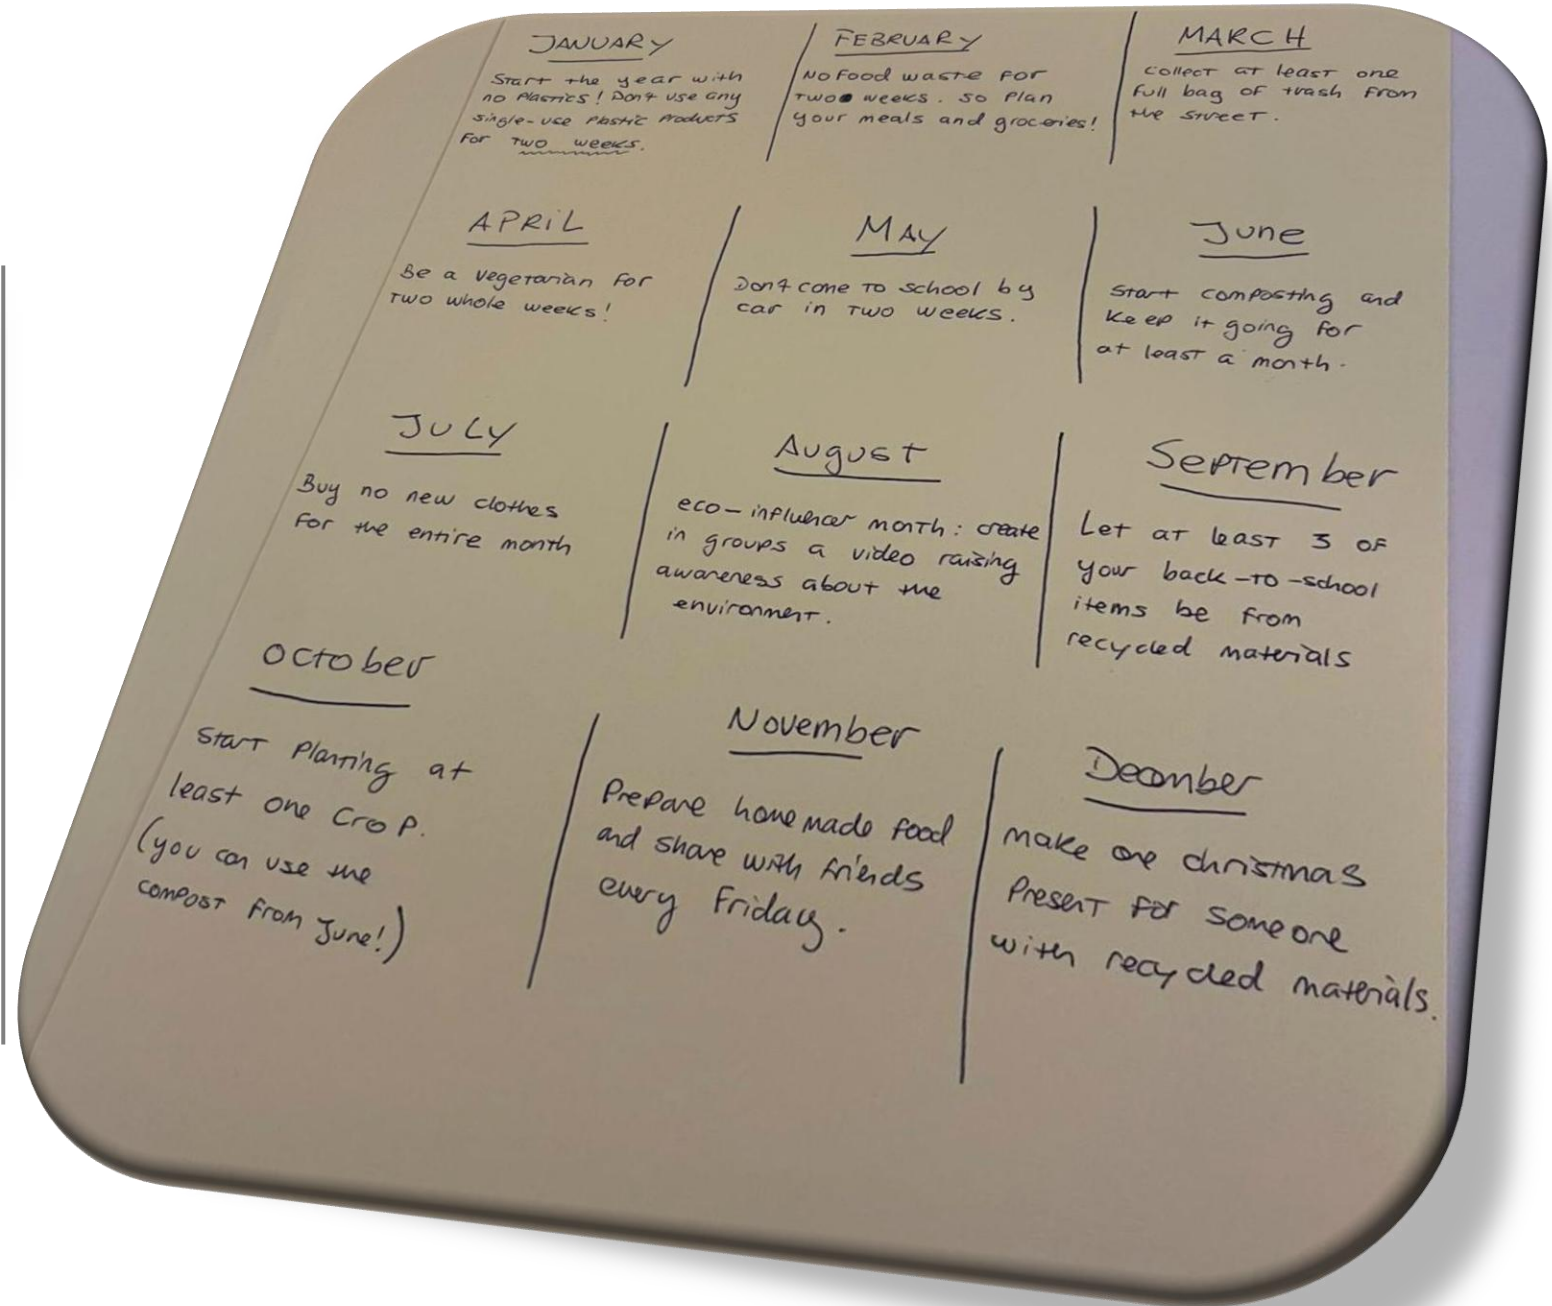 JANUARY
Start the year with
no plastics! Don't use any
single-use plastic products
for two weeks.
FEBRUARY
No food waste for
two weeks. So plan
your meals and groceries!
MARCH
Collect at least one
full bag of trash from
the street.
APRIL
Be a vegetarian for
two whole weeks!
MAY
Don't come to school by
car in two weeks.
June
Start composting and
keep it going for
at least a month.
JULY
Buy no new clothes
for the entire month
August
eco-influencer month: create
in groups a video raising
awareness about the
environment.
September
Let at least 3 of
your back-to-school
items be from
recycled materials
October
Start planting at
least one crop.
(you can use the
compost from June!)
November
Prepare homemade food
and share with friends
every Friday.
December
Make one christmas
present for someone
with recycled materials.